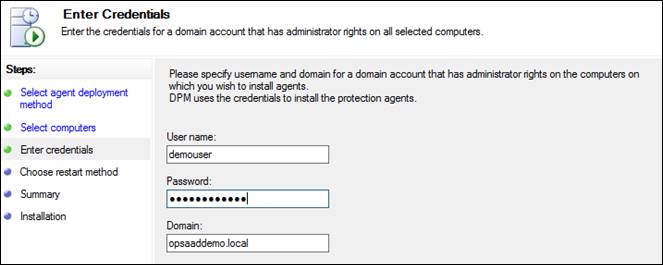 Enter Credentials
Enter the credentials for a domain account that has administrator rights on all selected computers.
Steps:
Select agent deployment
method
Select computers
Enter credentials
Choose restart method
Summary
Installation
Please specify username and domain for a domain account that has administrator rights on the computers on
which you wish to install agents.
DPM uses the credentials to install the protection agents.
User name:
demouser
Password:
●●●●●●●●●●●●
Domain:
opsaaddemo.local